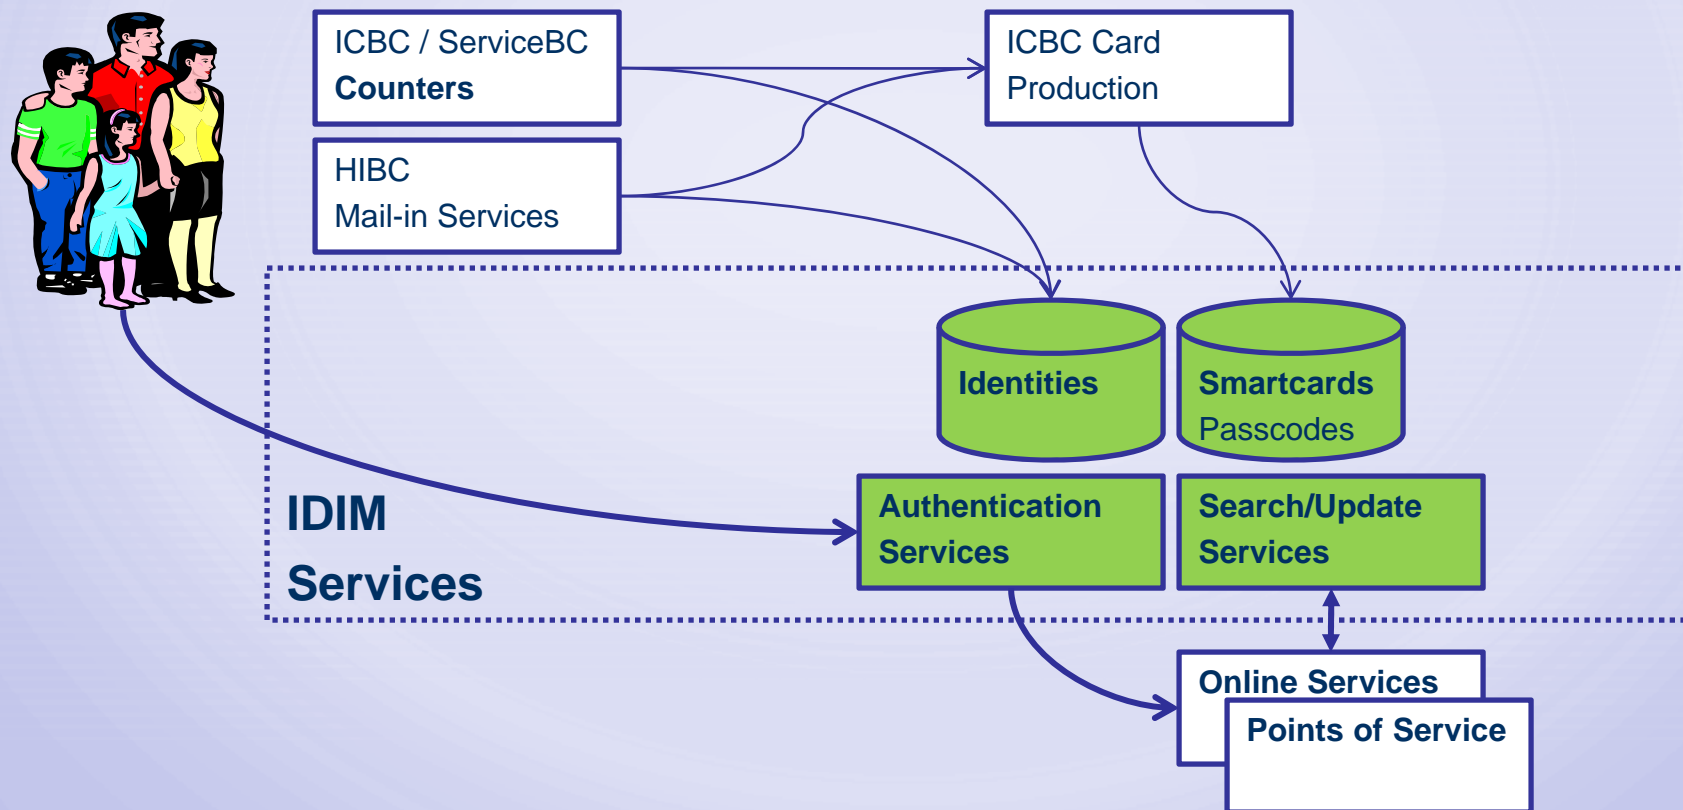 ICBC / ServiceBC
Counters
ICBC Card
Production
HIBC
Mail-in Services
Identities
Smartcards
Passcodes
IDIM
Services
Authentication
Services
Search/Update
Services
Online Services
Points of Service